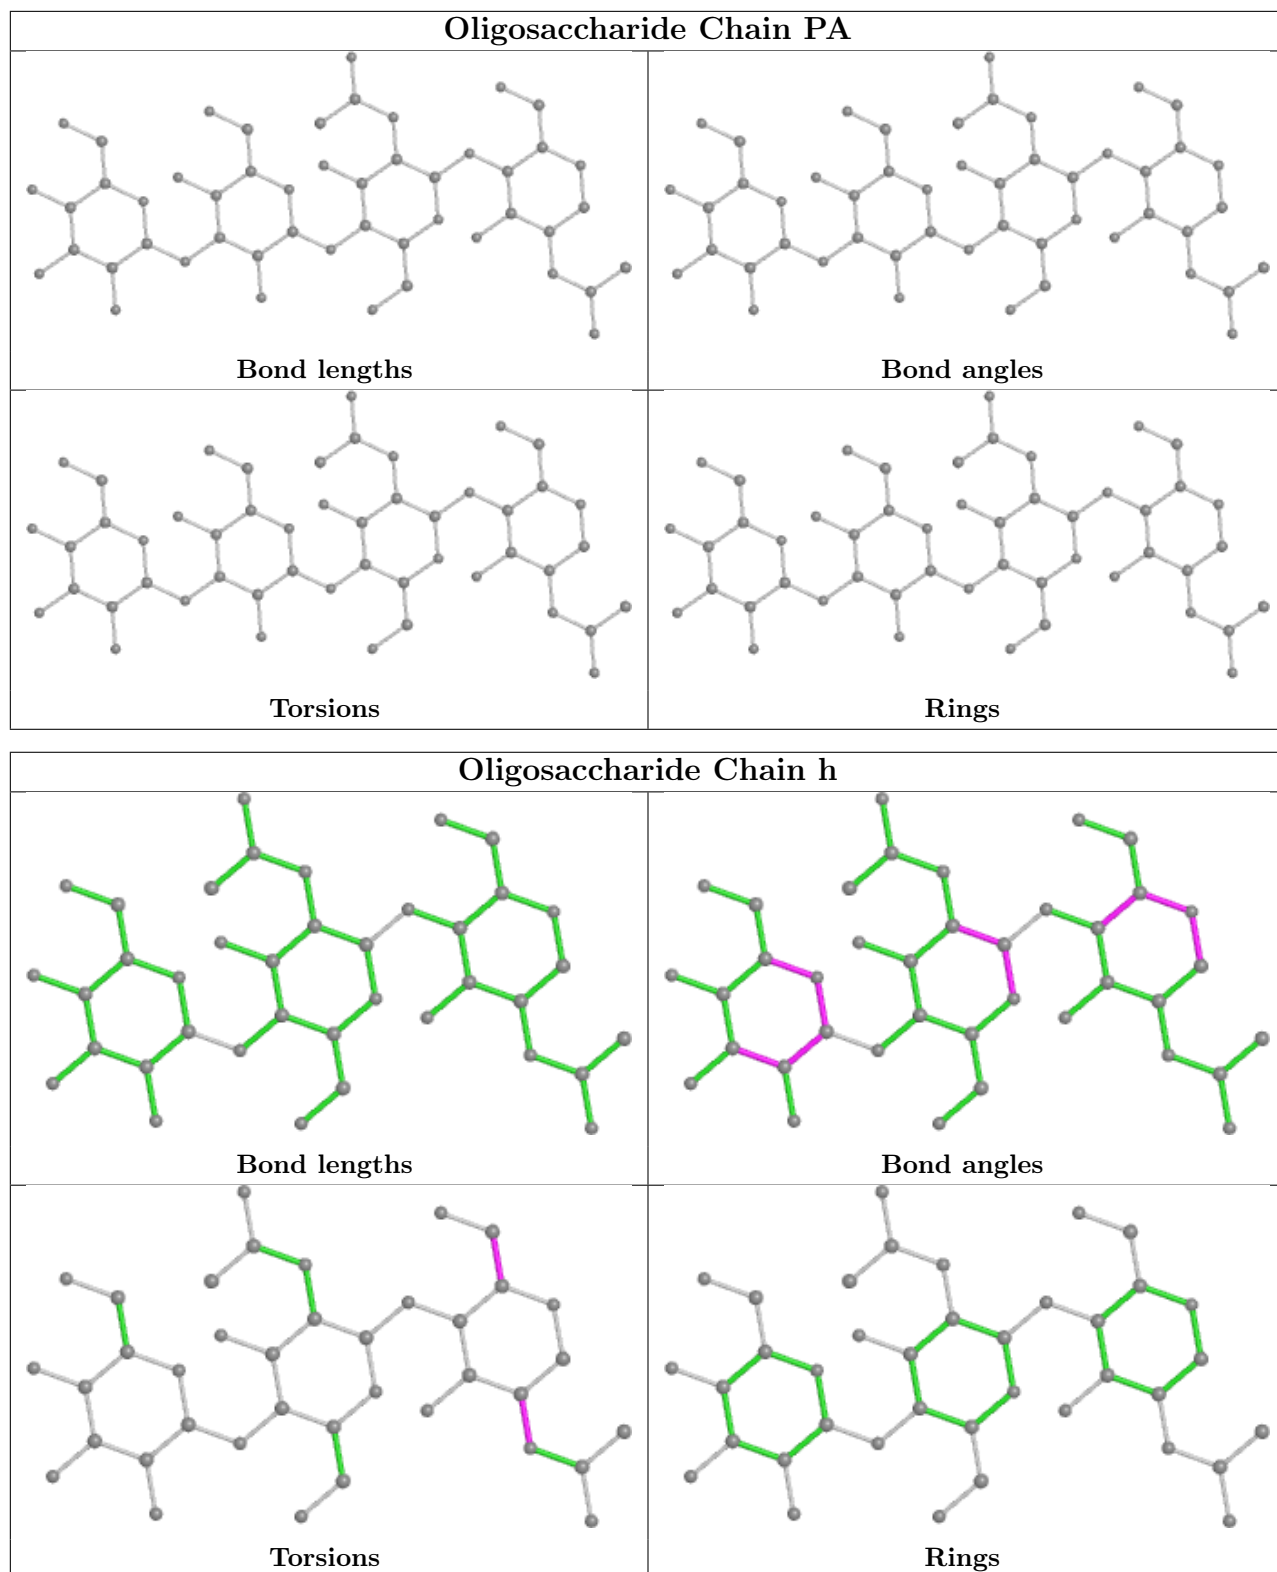 Oligosaccharide Chain PA
Bond lengths
Bond angles
Torsions
Rings
Oligosaccharide Chain h
Bond lengths
Bond angles
Torsions
Rings